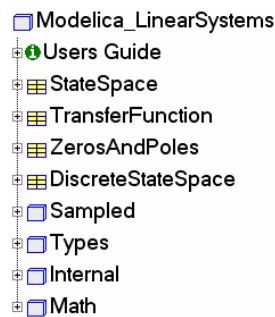 Modelica_LinearSystems
Users Guide
StateSpace
TransferFunction
ZerosAndPoles
DiscreteStateSpace
Sampled
Types
Internal
Math